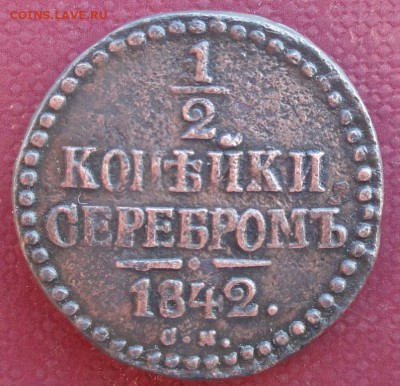 COINS.LAVE.RU
1
2
КОПѢЙКИ
СЕРЕБРОМЪ
1842.
С.М.